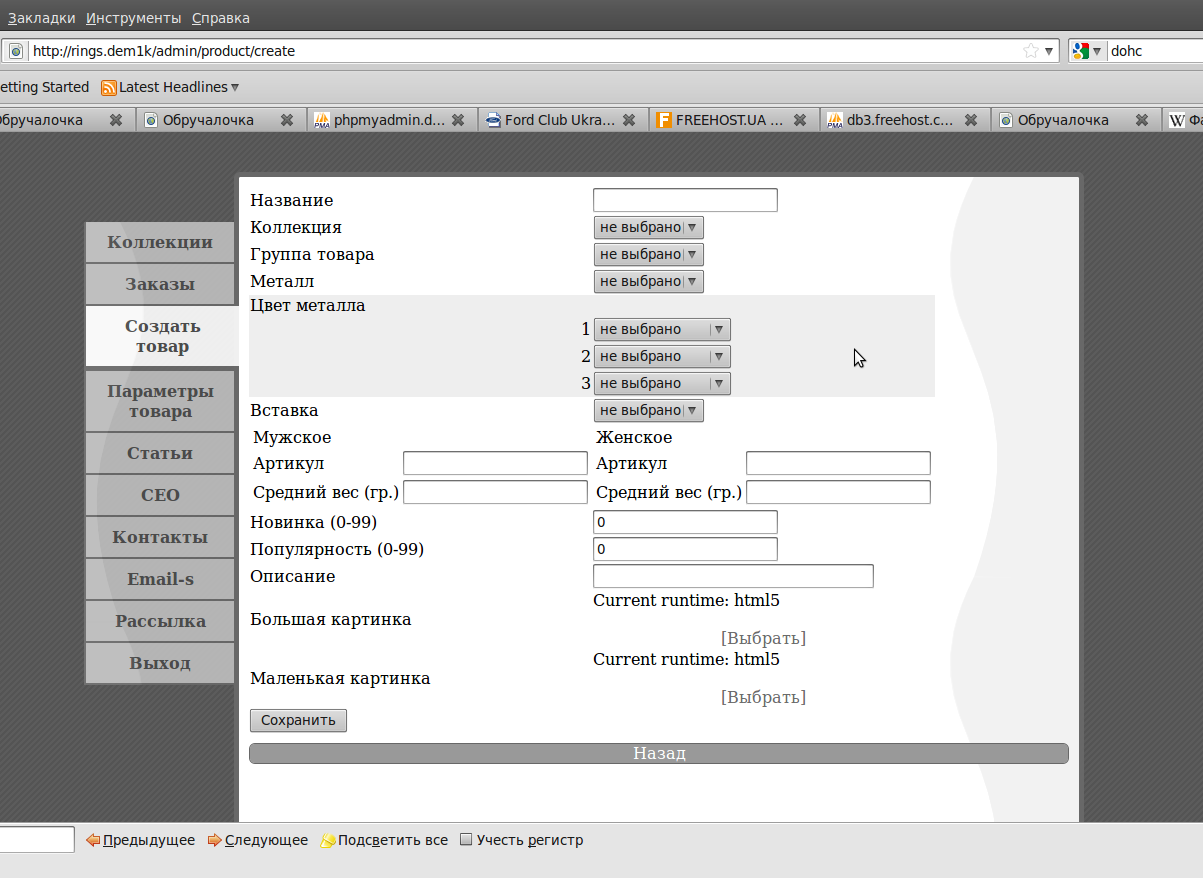 Закладки Инструменты Справка
http://rings.dem1k/admin/product/create dohc
etting Started Latest Headlines
бручалочка Обручалочка phpmyadmin.d... Ford Club Ukra... FREEHOST.UA ... db3.freehost.c... Обручалочка W Фа
Коллекции
Заказы
Создать
товар
Параметры
товара
Статьи
СЕО
Контакты
Email-s
Рассылка
Выход
Название
Коллекция не выбрано
Группа товара не выбрано
Металл не выбрано
Цвет металла
1 не выбрано
2 не выбрано
3 не выбрано
Вставка не выбрано
Мужское Женское
Артикул Артикул
Средний вес (гр.) Средний вес (гр.)
Новинка (0-99) 0
Популярность (0-99) 0
Описание
Current runtime: html5
Большая картинка
[Выбрать]
Current runtime: html5
Маленькая картинка
[Выбрать]
Сохранить
Назад
Предыдущее Следующее Подсветить все Учесть регистр